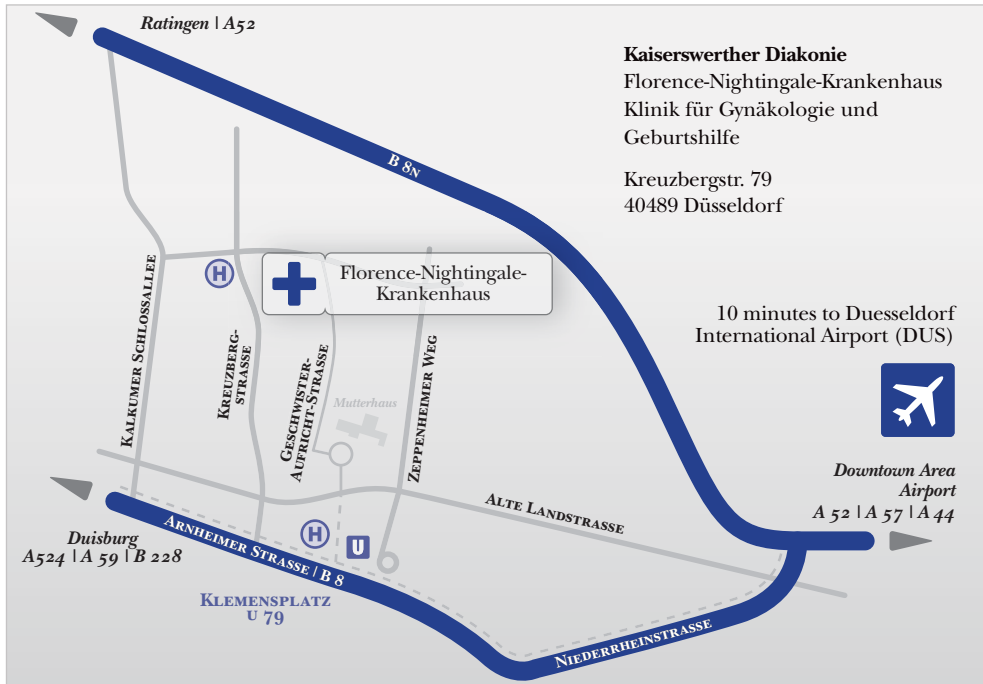 Ratingen | A52
Kaiserswerther Diakonie
Florence-Nightingale-Krankenhaus
Klinik für Gynäkologie und
Geburtshilfe
Kreuzbergstr. 79
40489 Düsseldorf
B 8N
H
Florence-Nightingale-
Krankenhaus
10 minutes to Duesseldorf
International Airport (DUS)
Kalkumer Schlossallee
Kreuzberg-
strasse
Geschwister-
Aufricht-Strasse
Mutterhaus
Zeppenheimer Weg
Downtown Area
Airport
A 52 | A 57 | A 44
Alte Landstrasse
Duisburg
A524 | A 59 | B 228
Arnheimer Strasse | B 8
H
U
Klemensplatz
U 79
Niederrheinstrasse